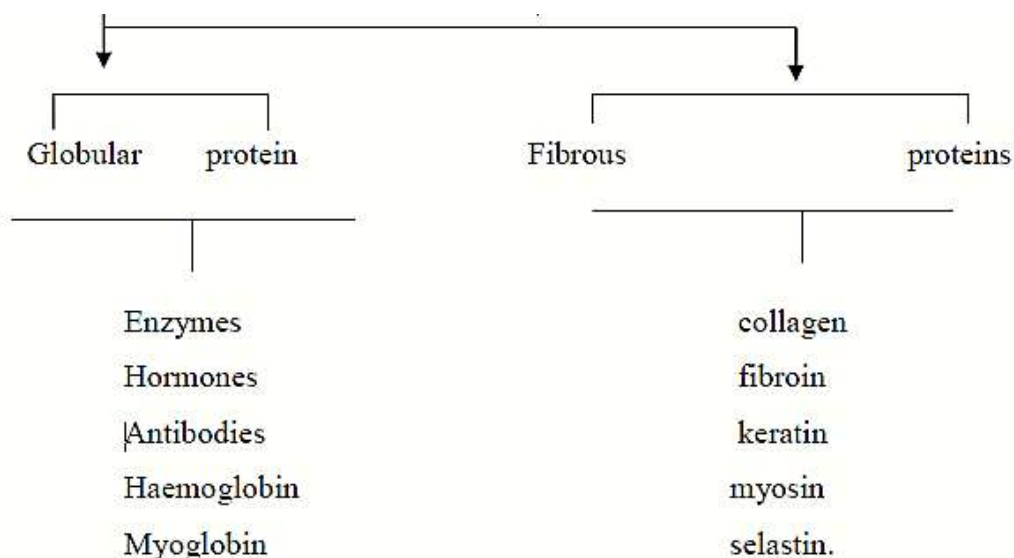 Globular protein Fibrous proteins
Enzymes collagen
Hormones fibroin
Antibodies keratin
Haemoglobin myosin
Myoglobin selastin.